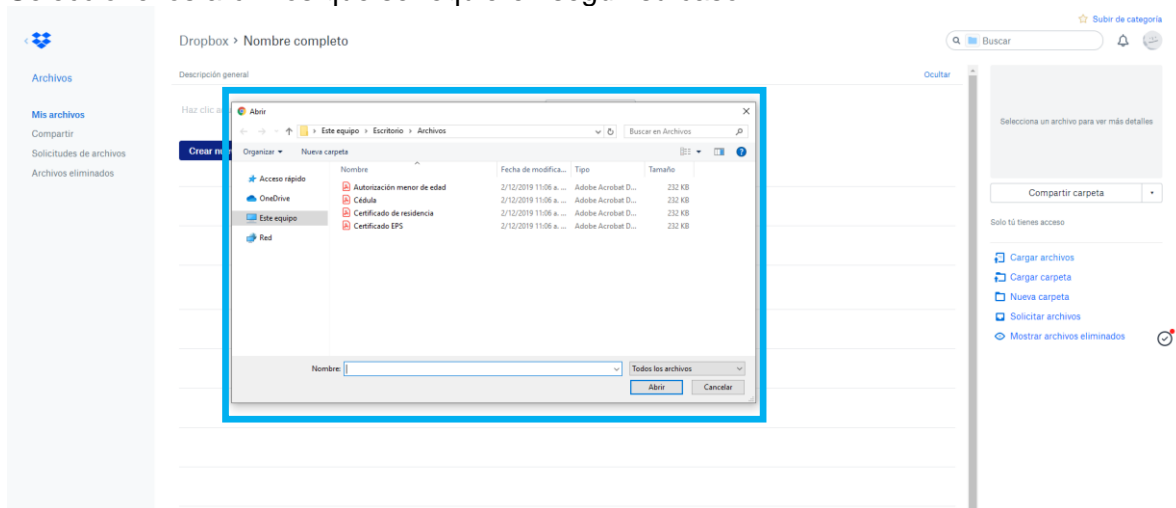 Subir de categoría
Dropbox > Nombre completo
Buscar
Archivos
Descripción general
Ocultar
Mis archivos
Compartir
Solicitudes de archivos
Archivos eliminados
Haz clic a
Crear nu
Abrir
Este equipo > Escritorio > Archivos
Buscar en Archivos
Organizar
Nueva carpeta
Nombre Fecha de modifica... Tipo Tamaño
Acceso rápido
OneDrive
Este equipo
Red
Autorización menor de edad 2/12/2019 11:06 a. ... Adobe Acrobat D... 232 KB
Cédula 2/12/2019 11:06 a. ... Adobe Acrobat D... 232 KB
Certificado de residencia 2/12/2019 11:06 a. ... Adobe Acrobat D... 232 KB
Certificado EPS 2/12/2019 11:06 a. ... Adobe Acrobat D... 232 KB
Nombre:
Todos los archivos
Abrir
Cancelar
Selecciona un archivo para ver más detalles
Compartir carpeta
Solo tú tienes acceso
Cargar archivos
Cargar carpeta
Nueva carpeta
Solicitar archivos
Mostrar archivos eliminados